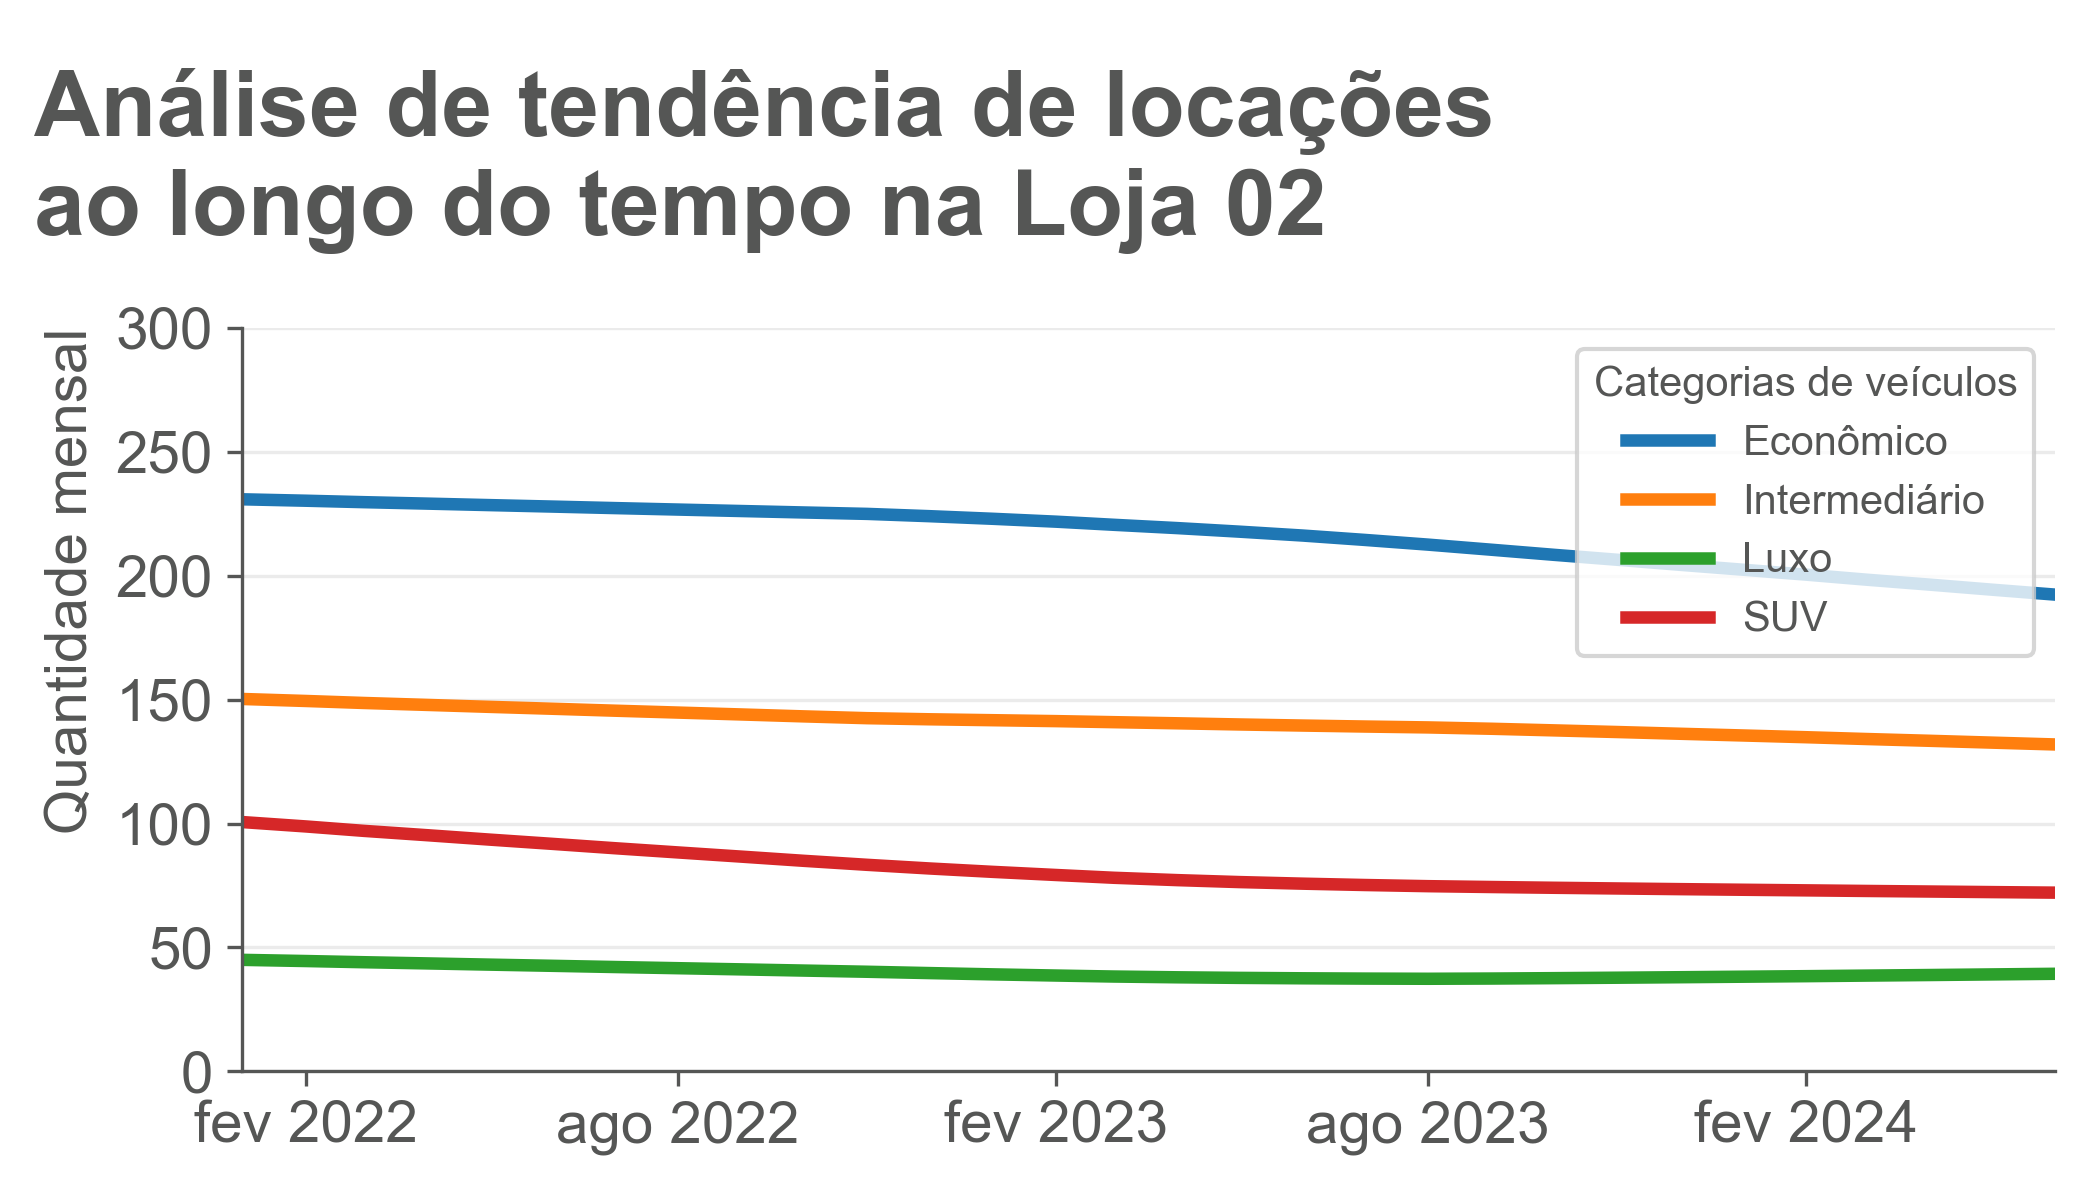 Análise de tendência de locações
ao longo do tempo na Loja 02
Quantidade mensal
300
250
200
150
100
50
0
Categorias de veículos
Econômico
Intermediário
Luxo
SUV
fev 2022
ago 2022
fev 2023
ago 2023
fev 2024